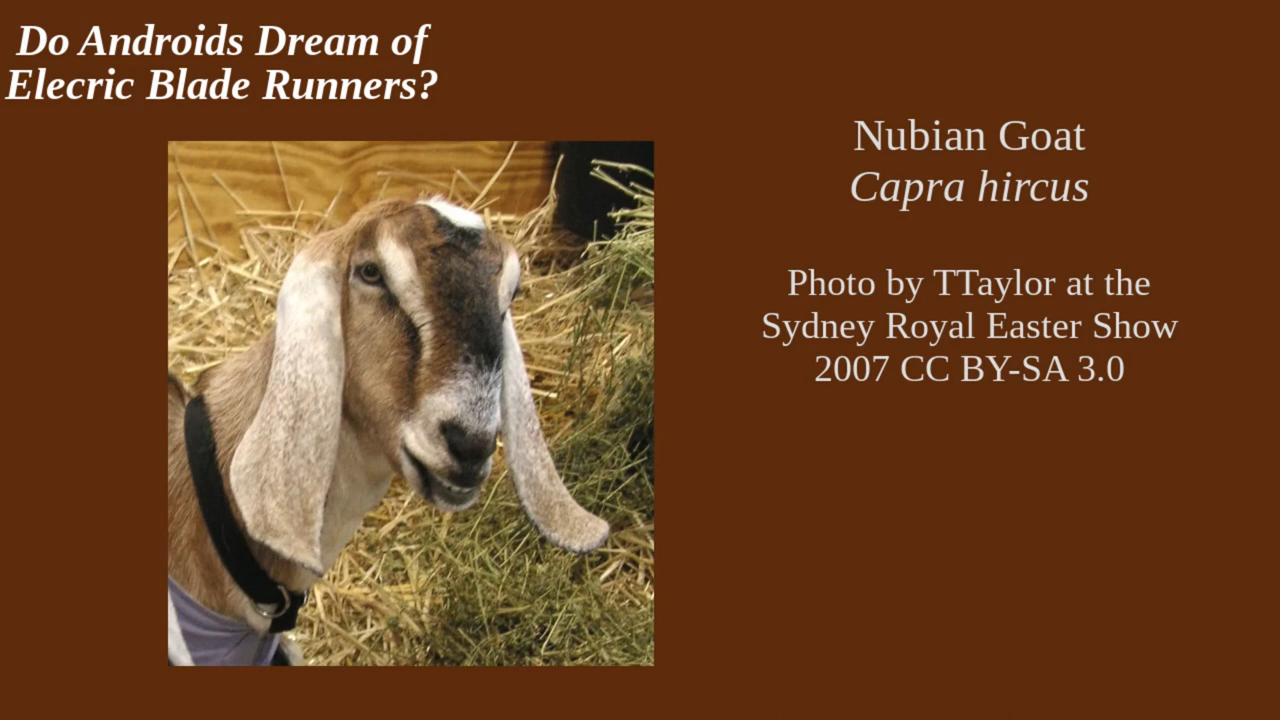 Do Androids Dream of
Elecric Blade Runners?
Nubian Goat
Capra hircus
Photo by TTaylor at the
Sydney Royal Easter Show
2007 CC BY-SA 3.0